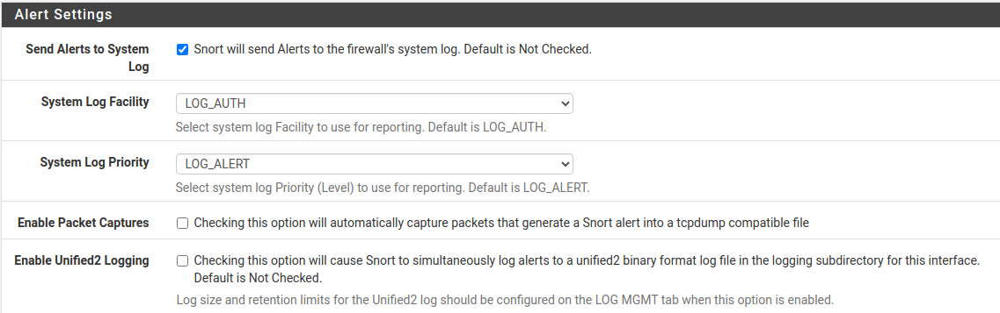 Alert Settings
Send Alerts to System
Log
Snort will send Alerts to the firewall's system log. Default is Not Checked.
System Log Facility
LOG_AUTH
Select system log Facility to use for reporting. Default is LOG_AUTH.
System Log Priority
LOG_ALERT
Select system log Priority (Level) to use for reporting. Default is LOG_ALERT.
Enable Packet Captures
Checking this option will automatically capture packets that generate a Snort alert into a tcpdump compatible file
Enable Unified2 Logging
Checking this option will cause Snort to simultaneously log alerts to a unified2 binary format log file in the logging subdirectory for this interface.
Default is Not Checked.
Log size and retention limits for the Unified2 log should be configured on the LOG MGMT tab when this option is enabled.